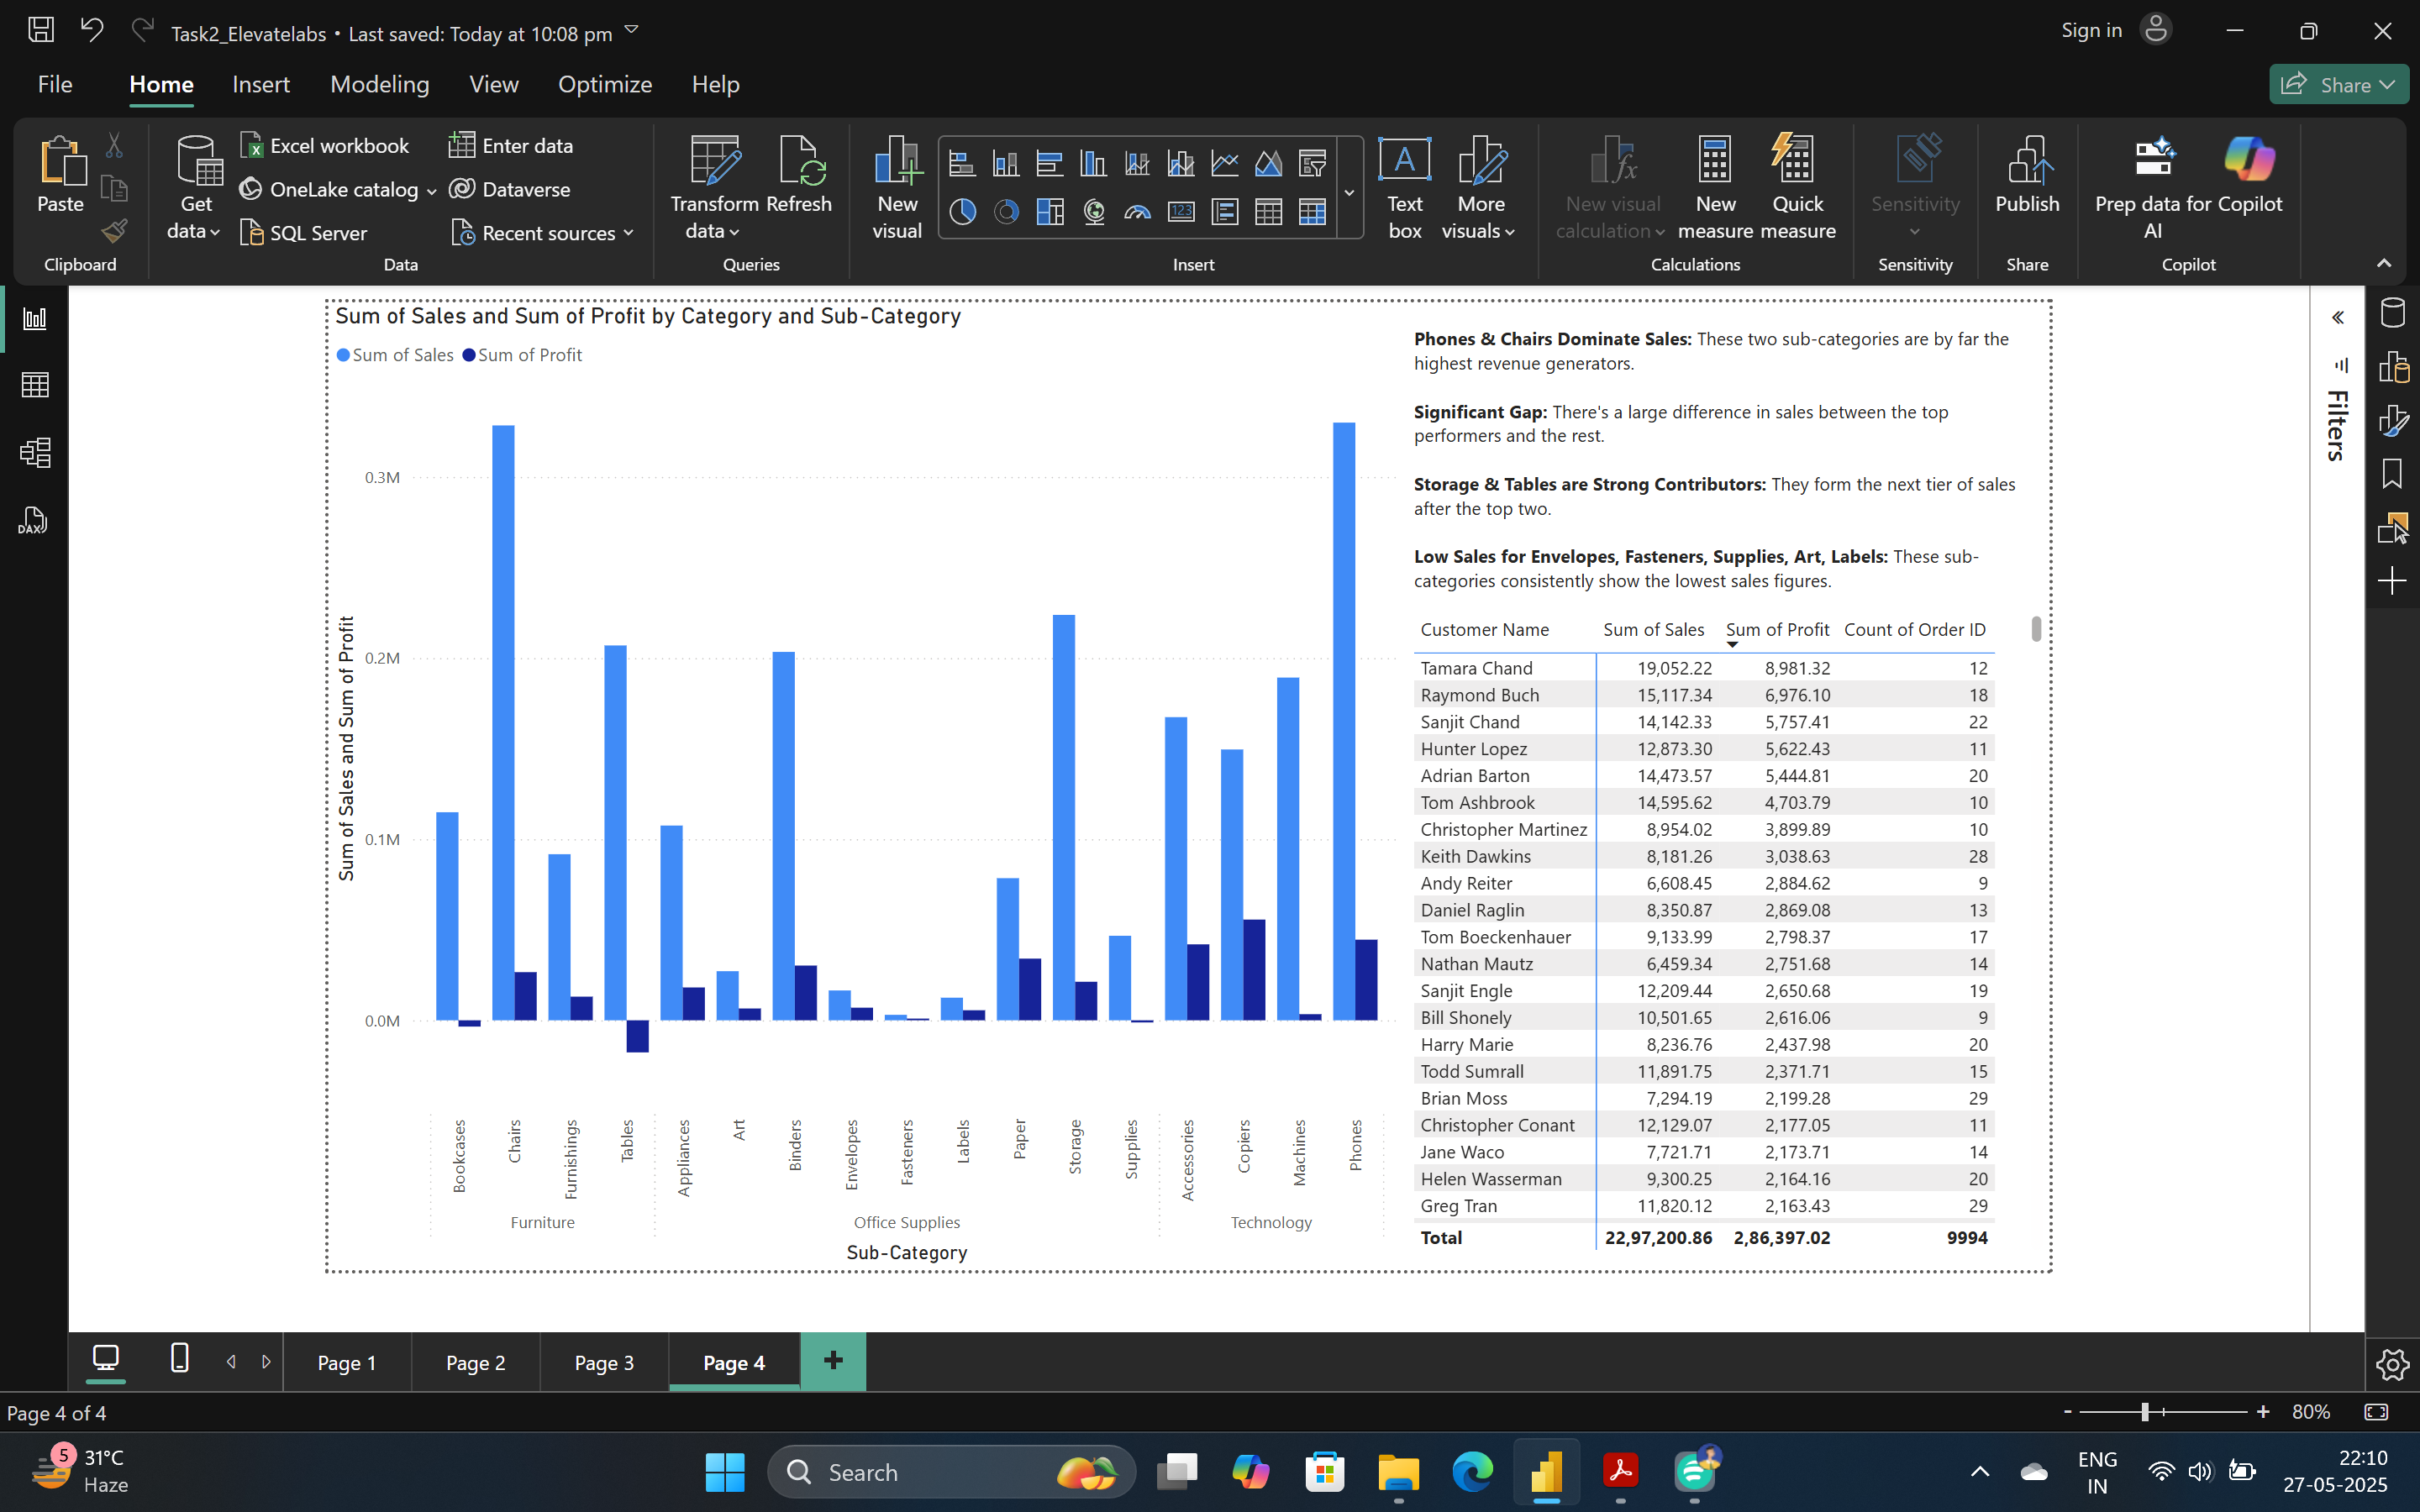 Task2_Elevatelabs • Last saved: Today at 10:08 pm
Sign in
File Home Insert Modeling View Optimize Help
Share
Paste
Clipboard
Get data
Excel workbook
OneLake catalog
SQL Server
Enter data
Dataverse
Recent sources
Data
Transform data
Refresh
Queries
New visual
123
A
Text box
More visuals
Insert
New visual calculation
New measure
Quick measure
Calculations
Sensitivity
Sensitivity
Publish
Share
Prep data for AI
Copilot
Copilot
DAX
Sum of Sales and Sum of Profit by Category and Sub-Category
Sum of Sales Sum of Profit
Sum of Sales and Sum of Profit
0.3M
0.2M
0.1M
0.0M
Bookcases
Chairs
Furnishings
Tables
Appliances
Art
Binders
Envelopes
Fasteners
Labels
Paper
Storage
Supplies
Accessories
Copiers
Machines
Phones
Furniture
Office Supplies
Technology
Sub-Category
Phones & Chairs Dominate Sales: These two sub-categories are by far the
highest revenue generators.
Significant Gap: There's a large difference in sales between the top
performers and the rest.
Storage & Tables are Strong Contributors: They form the next tier of sales
after the top two.
Low Sales for Envelopes, Fasteners, Supplies, Art, Labels: These sub-
categories consistently show the lowest sales figures.
Customer Name Sum of Sales Sum of Profit Count of Order ID
Tamara Chand 19,052.22 8,981.32 12
Raymond Buch 15,117.34 6,976.10 18
Sanjit Chand 14,142.33 5,757.41 22
Hunter Lopez 12,873.30 5,622.43 11
Adrian Barton 14,473.57 5,444.81 20
Tom Ashbrook 14,595.62 4,703.79 10
Christopher Martinez 8,954.02 3,899.89 10
Keith Dawkins 8,181.26 3,038.63 28
Andy Reiter 6,608.45 2,884.62 9
Daniel Raglin 8,350.87 2,869.08 13
Tom Boeckenhauer 9,133.99 2,798.37 17
Nathan Mautz 6,459.34 2,751.68 14
Sanjit Engle 12,209.44 2,650.68 19
Bill Shonely 10,501.65 2,616.06 9
Harry Marie 8,236.76 2,437.98 20
Todd Sumrall 11,891.75 2,371.71 15
Brian Moss 7,294.19 2,199.28 29
Christopher Conant 12,129.07 2,177.05 11
Jane Waco 7,721.71 2,173.71 14
Helen Wasserman 9,300.25 2,164.16 20
Greg Tran 11,820.12 2,163.43 29
Total 22,97,200.86 2,86,397.02 9994
Filters
Page 1 Page 2 Page 3 Page 4 +
Page 4 of 4
- + 80%
5
31°C
Haze
Search
ENG
IN
22:10
27-05-2025